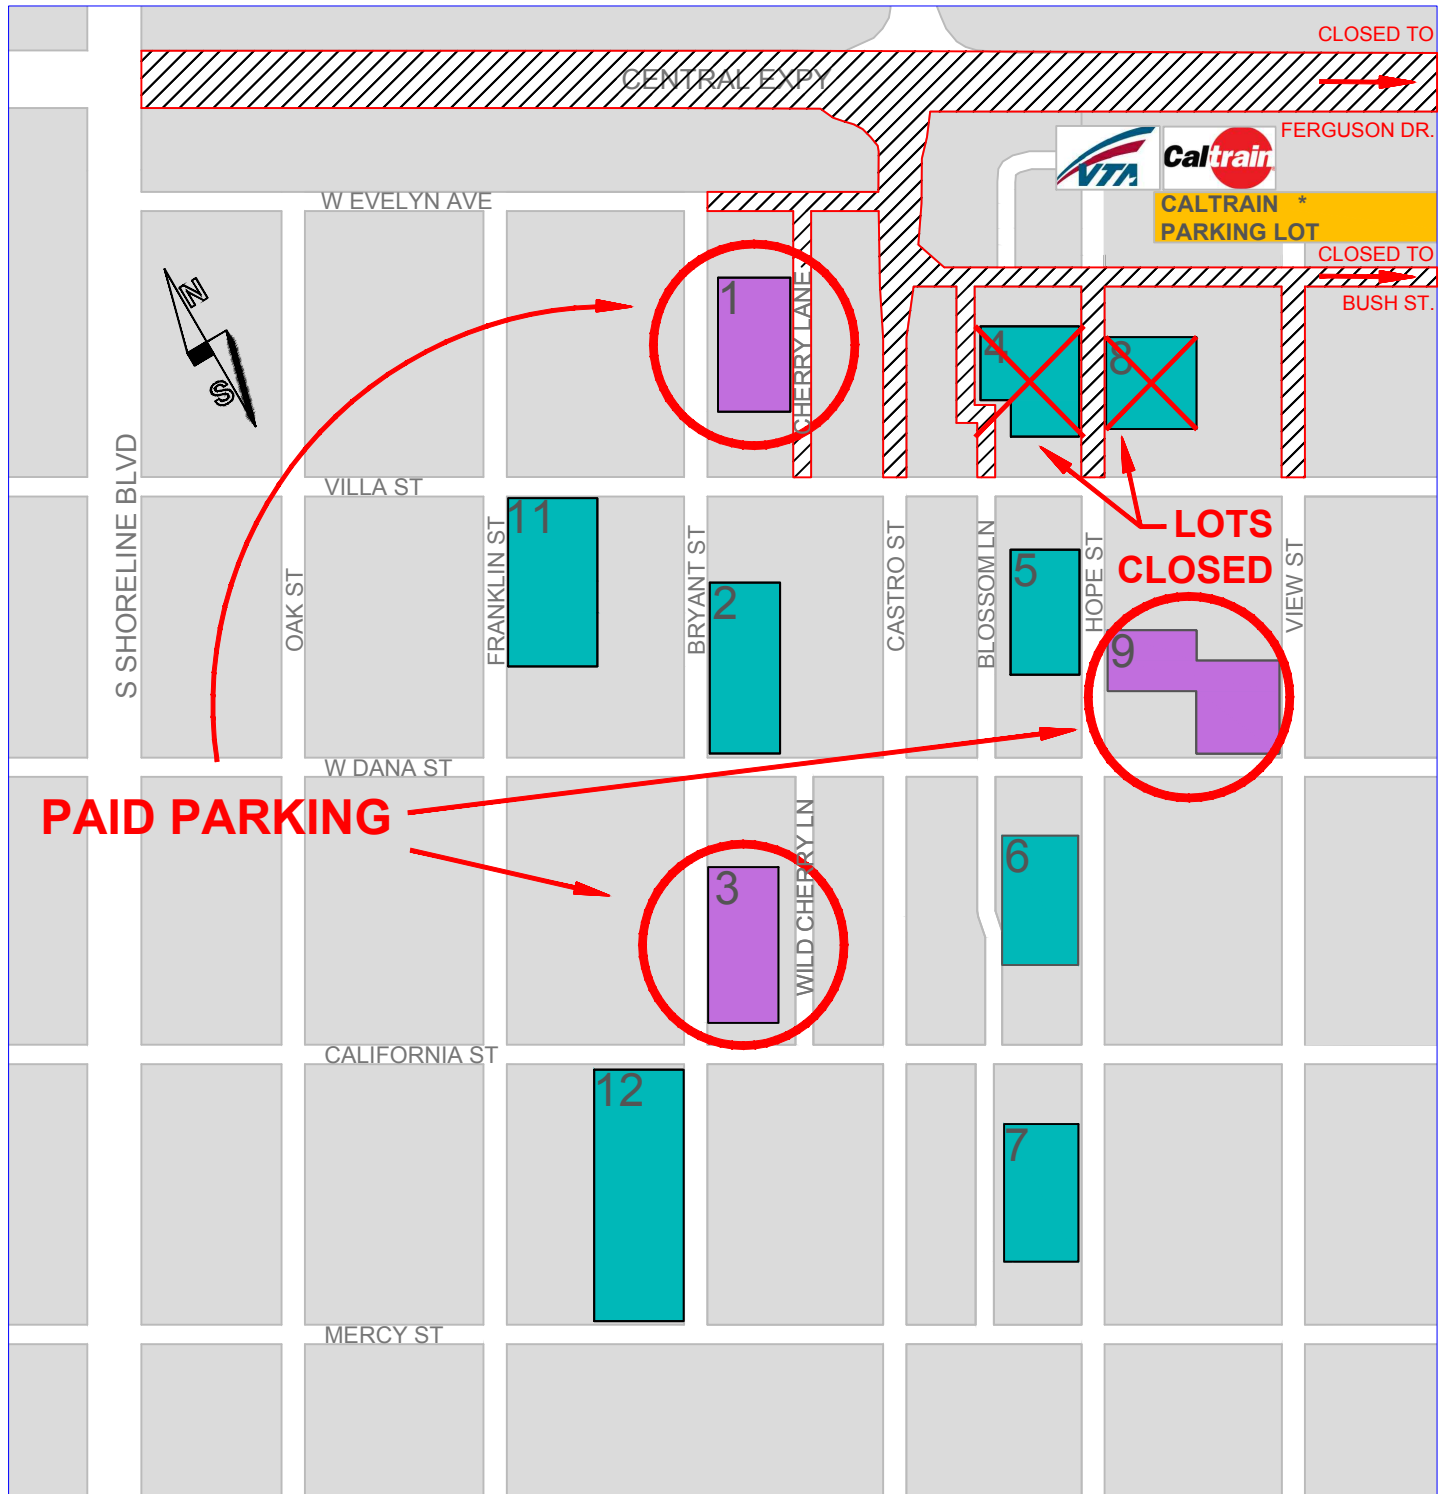 CLOSED TO
CENTRAL EXPY
FERGUSON DR.
VTA
Caltrain
W EVELYN AVE
CALTRAIN *
PARKING LOT
CLOSED TO
BUSH ST.
N
S
1
CHERRY LANE
4
8
S SHORELINE BLVD
VILLA ST
11
LOTS
CLOSED
OAK ST
FRANKLIN ST
BRYANT ST
2
CASTRO ST
BLOSSOM LN
5
HOPE ST
VIEW ST
9
W DANA ST
PAID PARKING
3
WILD CHERRY LN
6
CALIFORNIA ST
12
7
MERCY ST